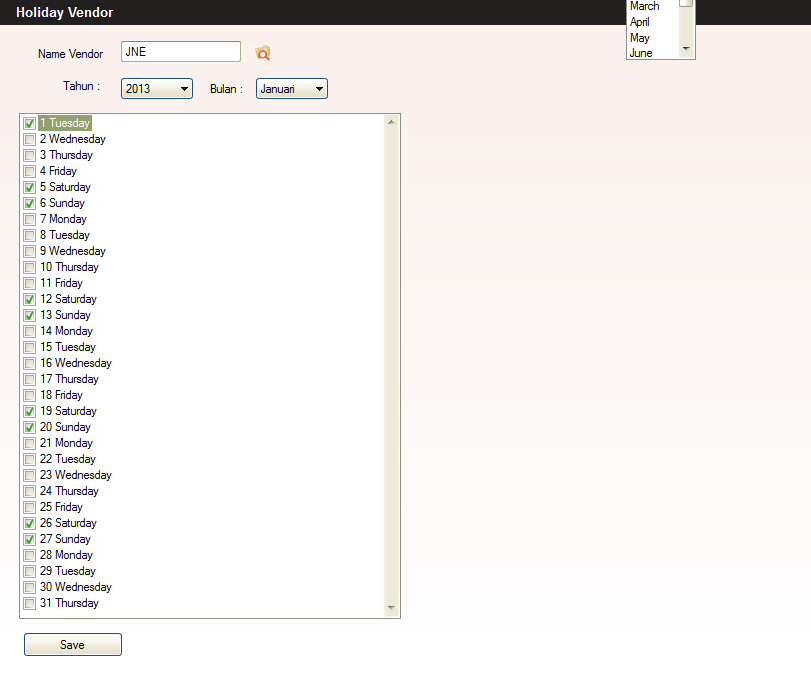 Holiday Vendor
March
April
May
June
Name Vendor JNE
Tahun : 2013 Bulan : Januari
1 Tuesday
2 Wednesday
3 Thursday
4 Friday
5 Saturday
6 Sunday
7 Monday
8 Tuesday
9 Wednesday
10 Thursday
11 Friday
12 Saturday
13 Sunday
14 Monday
15 Tuesday
16 Wednesday
17 Thursday
18 Friday
19 Saturday
20 Sunday
21 Monday
22 Tuesday
23 Wednesday
24 Thursday
25 Friday
26 Saturday
27 Sunday
28 Monday
29 Tuesday
30 Wednesday
31 Thursday
Save